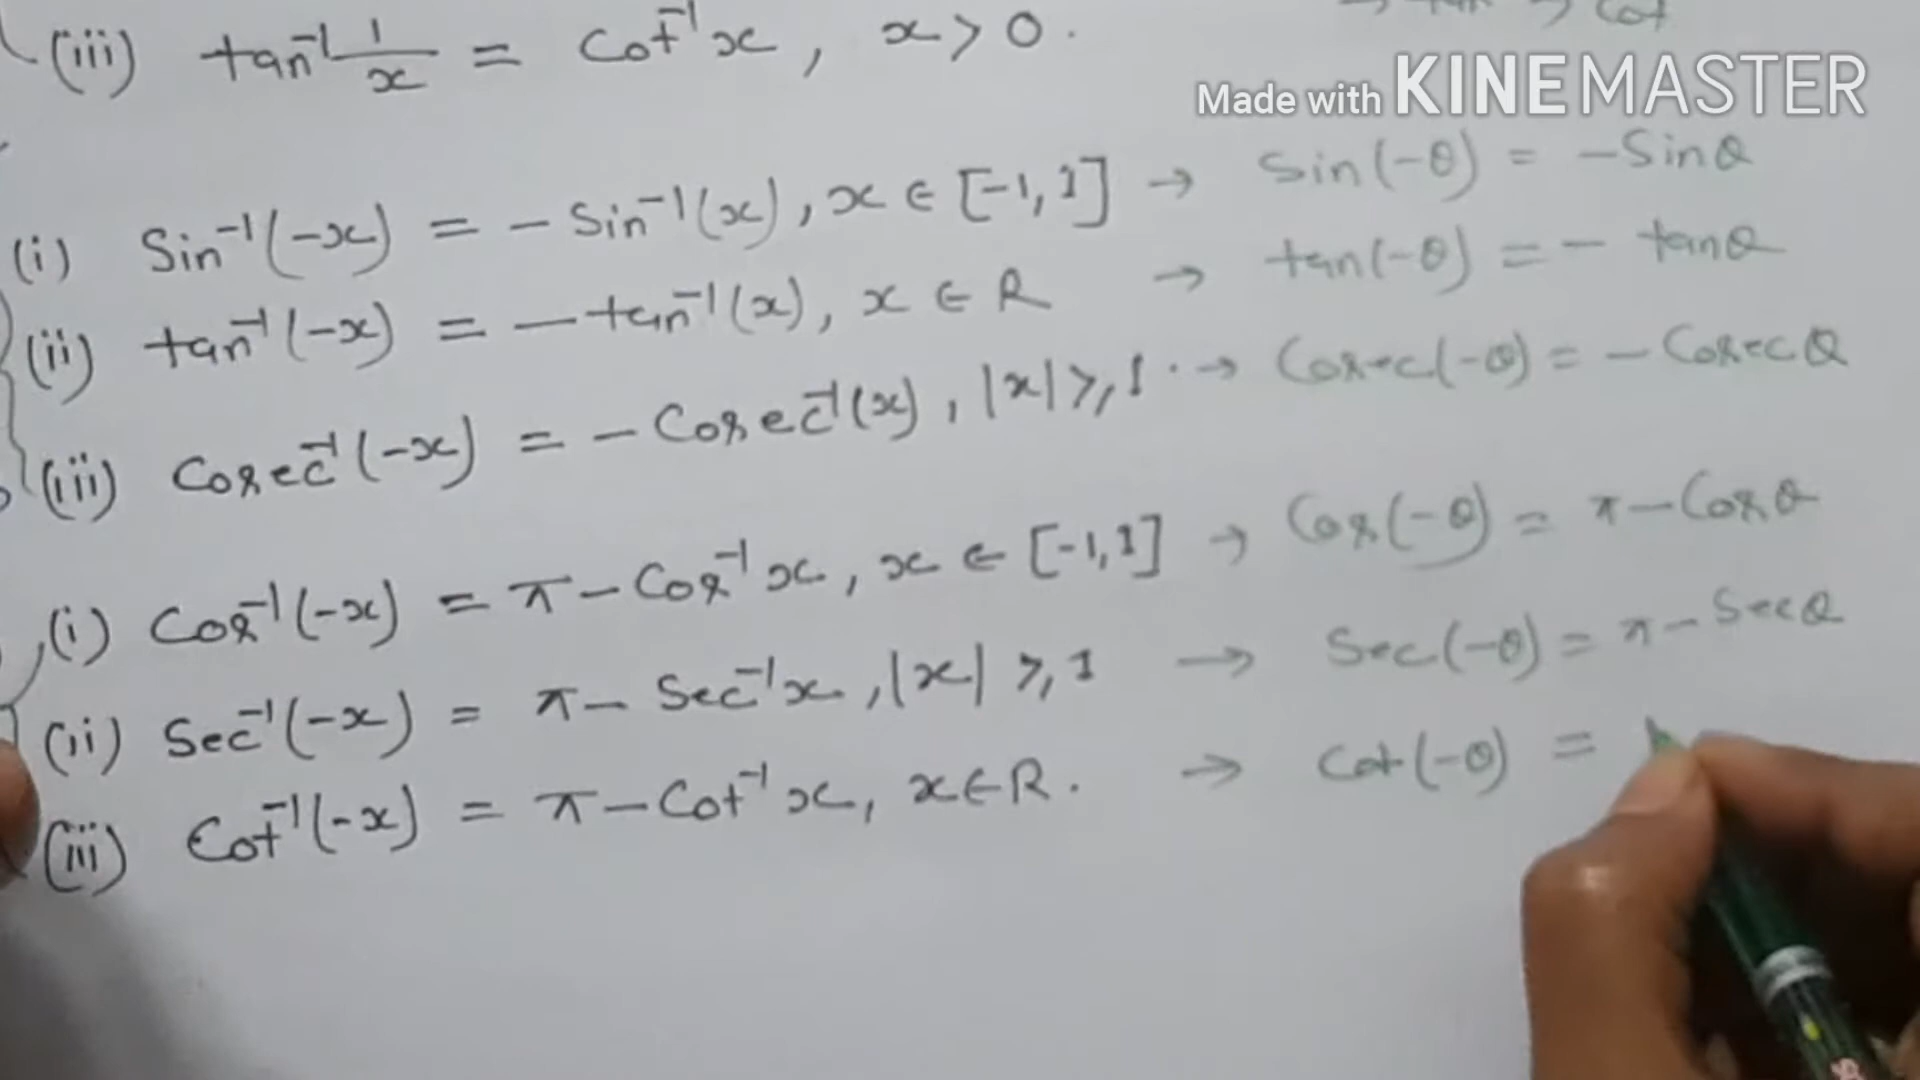 → tan → cot
(iii) tan⁻¹ 1/x = Cot⁻¹x, x > 0.
Made with KINEMASTER
(i) Sin⁻¹(-x) = - Sin⁻¹(x), x ∈ [-1, 1] → Sin(-θ) = -Sinθ
(ii) tan⁻¹(-x) = - tan⁻¹(x), x ∈ R → tan(-θ) = - tanθ
(iii) Cosec⁻¹(-x) = - Cosec⁻¹(x), |x| ≥ 1. → Cosec(-θ) = - Cosecθ
(i) Cos⁻¹(-x) = π - Cos⁻¹x, x ∈ [-1, 1] → Cos(-θ) = π - Cosθ
(ii) Sec⁻¹(-x) = π - Sec⁻¹x, |x| ≥ 1 → Sec(-θ) = π - Secθ
(iii) Cot⁻¹(-x) = π - Cot⁻¹x, x ∈ R. → Cot(-θ) =